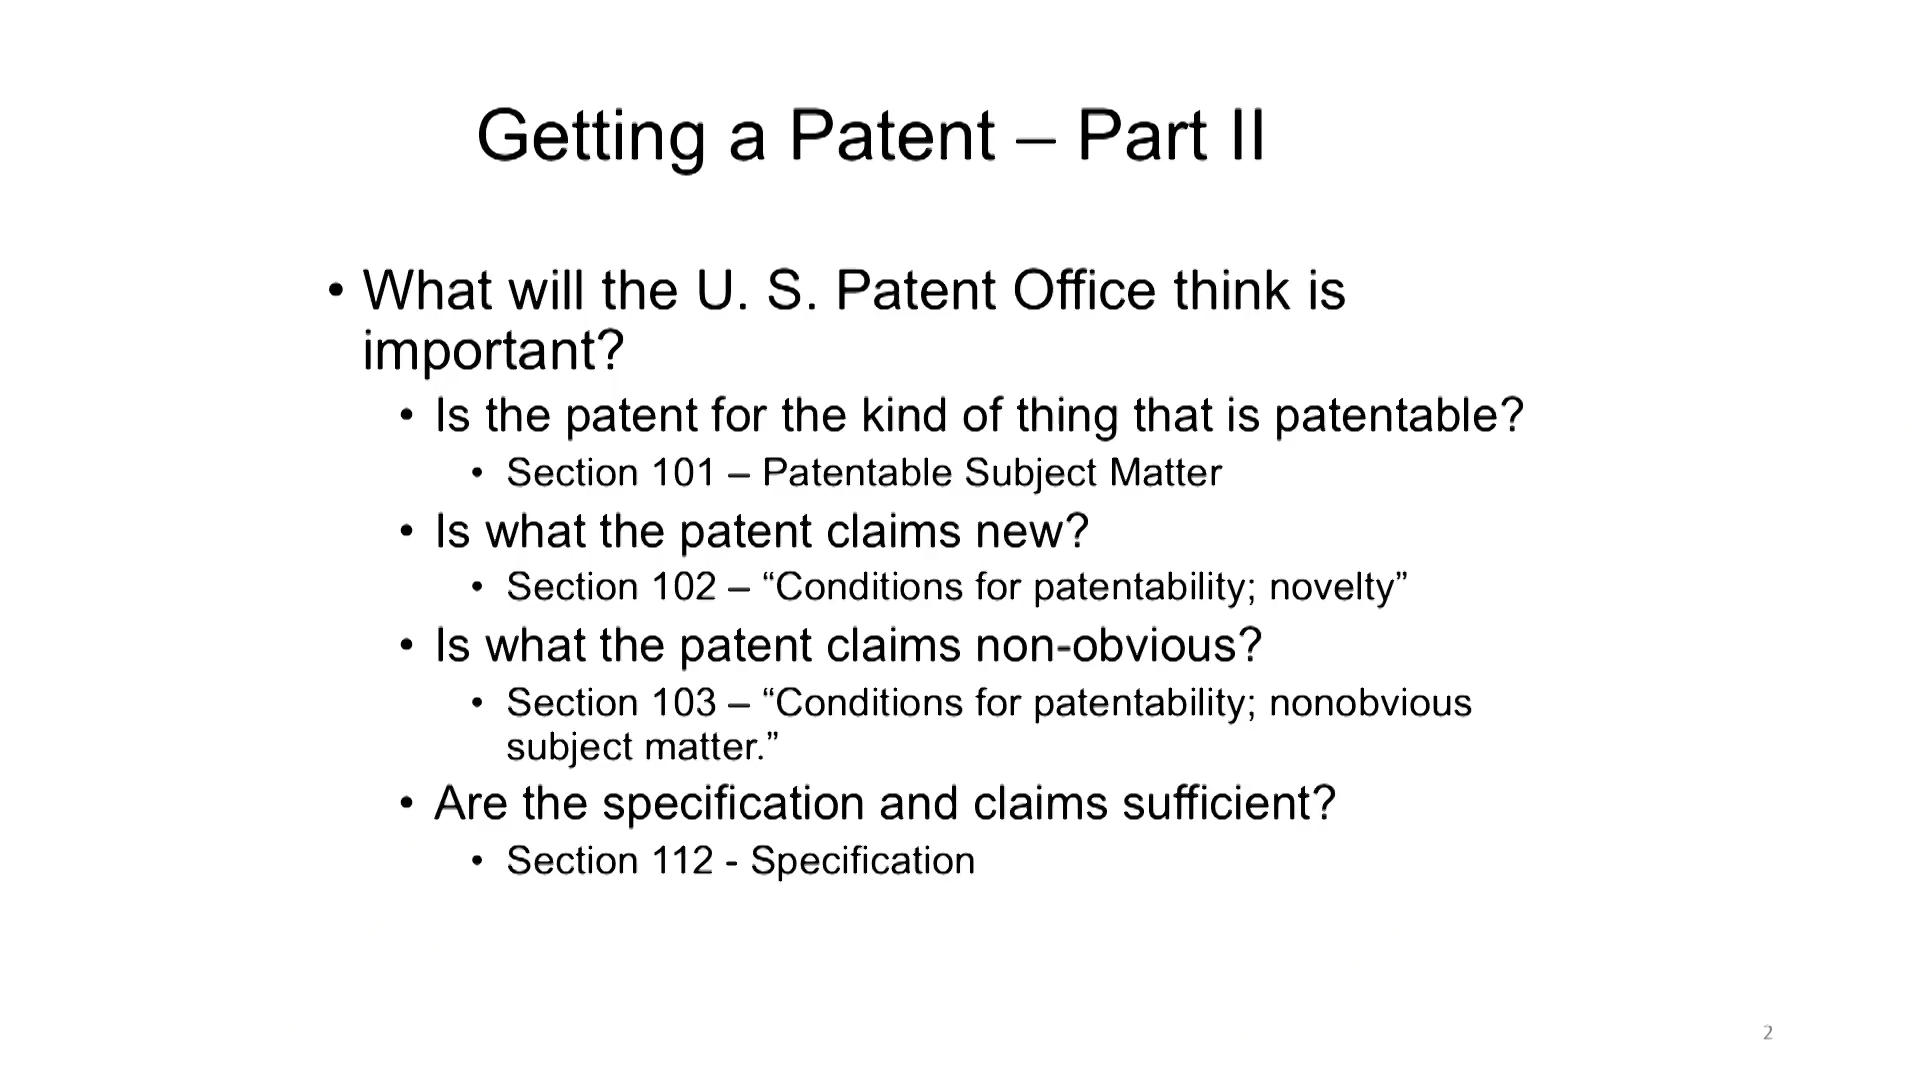 Getting a Patent – Part II
• What will the U. S. Patent Office think is
important?
• Is the patent for the kind of thing that is patentable?
• Section 101 – Patentable Subject Matter
• Is what the patent claims new?
• Section 102 – “Conditions for patentability; novelty”
• Is what the patent claims non-obvious?
• Section 103 – “Conditions for patentability; nonobvious
subject matter.”
• Are the specification and claims sufficient?
• Section 112 - Specification
2